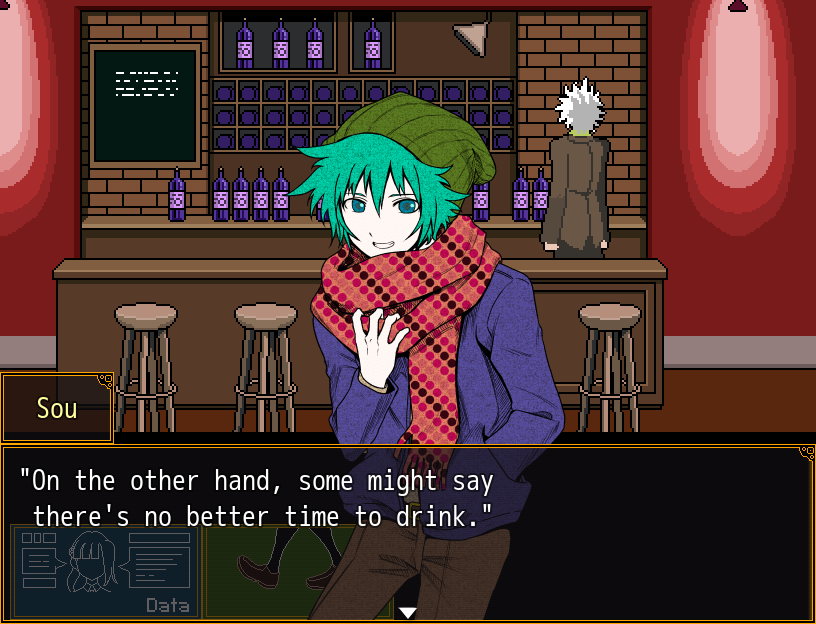 Sou
"On the other hand, some might say
there's no better time to drink."
Data